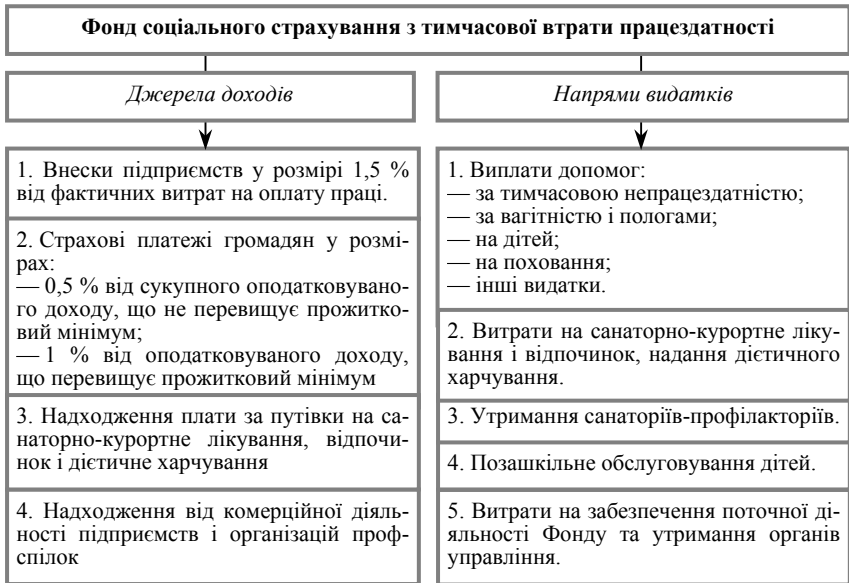 Фонд соціального страхування з тимчасової втрати працездатності
Джерела доходів
1. Внески підприємств у розмірі 1,5 %
від фактичних витрат на оплату праці.
2. Страхові платежі громадян у розмі-
рах:
— 0,5 % від сукупного оподатковувано-
го доходу, що не перевищує прожитко-
вий мінімум;
— 1 % від оподатковуваного доходу,
що перевищує прожитковий мінімум
3. Надходження плати за путівки на са-
наторно-курортне лікування, відпочи-
нок і дієтичне харчування
4. Надходження від комерційної діяль-
ності підприємств і організацій проф-
спілок
Напрями видатків
1. Виплати допомог:
— за тимчасовою непрацездатністю;
— за вагітністю і пологами;
— на дітей;
— на поховання;
— інші видатки.
2. Витрати на санаторно-курортне ліку-
вання і відпочинок, надання дієтичного
харчування.
3. Утримання санаторіїв-профілакторіїв.
4. Позашкільне обслуговування дітей.
5. Витрати на забезпечення поточної ді-
яльності Фонду та утримання органів
управління.